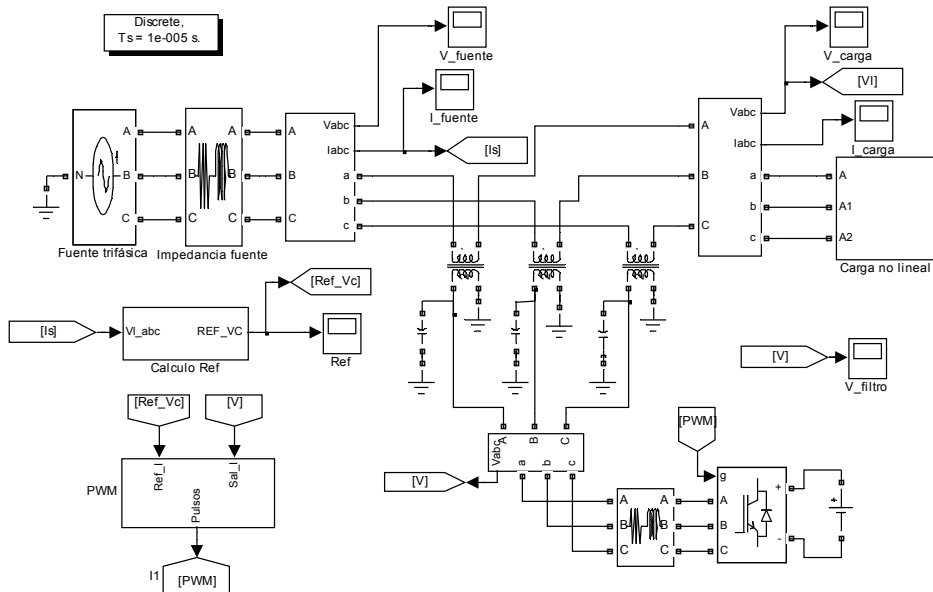 Discrete,
Ts = 1e-005 s.
V_fuente
I_fuente
[Is]
V_carga
[Vl]
I_carga
N
A
B
C
A
B
C
A
B
C
Fuente trifásica
Impedancia fuente
A
B
C
Vabc
Iabc
a
b
c
A
B
C
Vabc
Iabc
a
b
c
A
A1
A2
Carga no lineal
[Is]
VI_abc
REF_VC
Calculo Ref
[Ref_Vc]
Ref
[V]
V_filtro
[Ref_Vc]
[V]
PWM
Ref_I
Sal_I
Pulsos
I1
[PWM]
[V]
Vabc
A
B
C
a
b
c
A
B
C
A
B
C
[PWM]
g
A
B
C
+
-
+